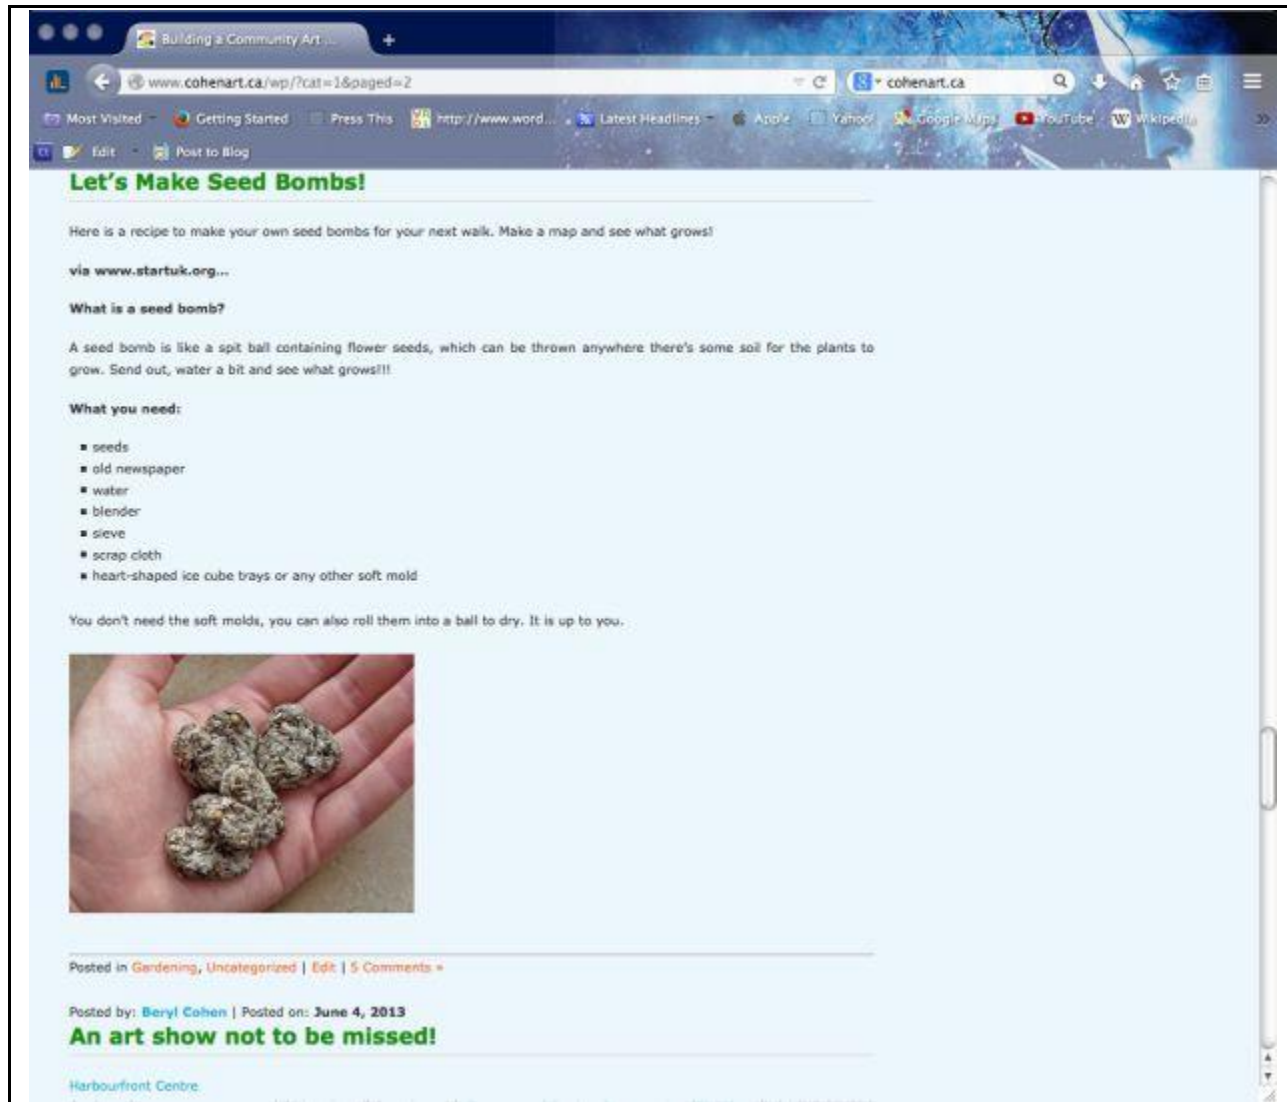 Building a Community Art ...
www.cohenart.ca/wp/?cat=1&paged=2
cohenart.ca
Most Visited
Getting Started
Press This
http://www.word...
Latest Headlines
Apple
Yahoo!
Google Maps
YouTube
Wikipedia
Edit
Post to Blog
Let's Make Seed Bombs!
Here is a recipe to make your own seed bombs for your next walk. Make a map and see what grows!
via www.startuk.org...
What is a seed bomb?
A seed bomb is like a spit ball containing flower seeds, which can be thrown anywhere there's some soil for the plants to
grow. Send out, water a bit and see what grows!!!
What you need:
seeds
old newspaper
water
blender
sieve
scrap cloth
heart-shaped ice cube trays or any other soft mold
You don't need the soft molds, you can also roll them into a ball to dry. It is up to you.
Posted in Gardening, Uncategorized | Edit | 5 Comments »
Posted by: Beryl Cohen | Posted on: June 4, 2013
An art show not to be missed!
Harbourfront Centre